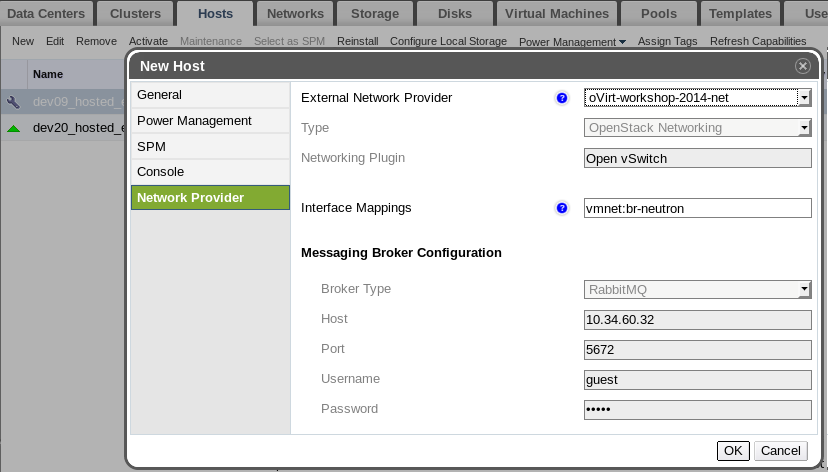 Data Centers Clusters Hosts Networks Storage Disks Virtual Machines Pools Templates Use
New Edit Remove Activate Maintenance Select as SPM Reinstall Configure Local Storage Power Management Assign Tags Refresh Capabilities
New Host
Name
dev09_hosted_e
dev20_hosted_e
General
Power Management
SPM
Console
Network Provider
External Network Provider ? oVirt-workshop-2014-net
Type OpenStack Networking
Networking Plugin Open vSwitch
Interface Mappings ? vmnet:br-neutron
Messaging Broker Configuration
Broker Type RabbitMQ
Host 10.34.60.32
Port 5672
Username guest
Password •••••
OK Cancel